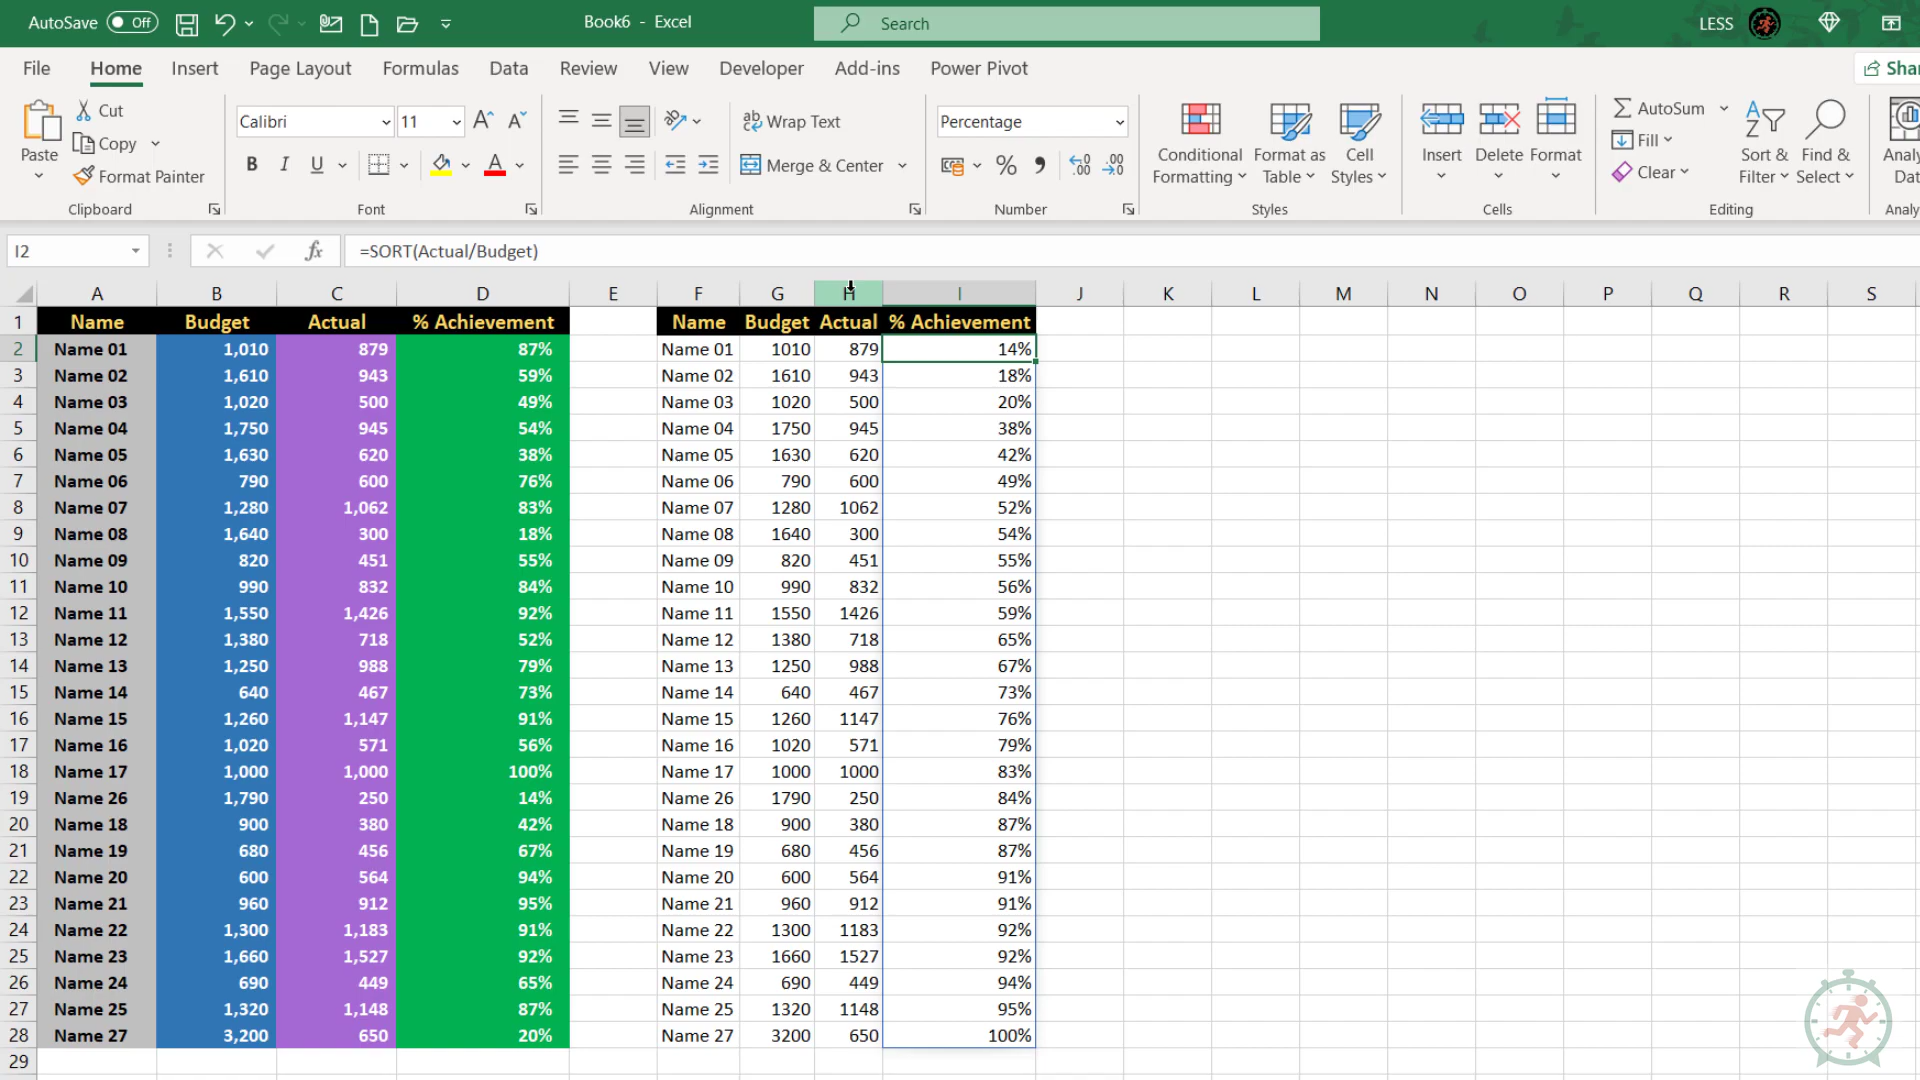 AutoSave Off Book6 - Excel Search LESS
File Home Insert Page Layout Formulas Data Review View Developer Add-ins Power Pivot Shar
Paste Cut Copy Format Painter Clipboard
Calibri 11 B I U A Font
ab Wrap Text Merge & Center Alignment
Percentage % Number
Conditional Formatting Format as Table Cell Styles Styles
Insert Delete Format Cells
AutoSum Fill Clear Sort & Filter Find & Select Editing
Analy Dat Analy
I2 fx =SORT(Actual/Budget)
A B C D E F G H I J K L M N O P Q R S
1 Name Budget Actual % Achievement Name Budget Actual % Achievement
2 Name 01 1,010 879 87% Name 01 1010 879 14%
3 Name 02 1,610 943 59% Name 02 1610 943 18%
4 Name 03 1,020 500 49% Name 03 1020 500 20%
5 Name 04 1,750 945 54% Name 04 1750 945 38%
6 Name 05 1,630 620 38% Name 05 1630 620 42%
7 Name 06 790 600 76% Name 06 790 600 49%
8 Name 07 1,280 1,062 83% Name 07 1280 1062 52%
9 Name 08 1,640 300 18% Name 08 1640 300 54%
10 Name 09 820 451 55% Name 09 820 451 55%
11 Name 10 990 832 84% Name 10 990 832 56%
12 Name 11 1,550 1,426 92% Name 11 1550 1426 59%
13 Name 12 1,380 718 52% Name 12 1380 718 65%
14 Name 13 1,250 988 79% Name 13 1250 988 67%
15 Name 14 640 467 73% Name 14 640 467 73%
16 Name 15 1,260 1,147 91% Name 15 1260 1147 76%
17 Name 16 1,020 571 56% Name 16 1020 571 79%
18 Name 17 1,000 1,000 100% Name 17 1000 1000 83%
19 Name 26 1,790 250 14% Name 26 1790 250 84%
20 Name 18 900 380 42% Name 18 900 380 87%
21 Name 19 680 456 67% Name 19 680 456 87%
22 Name 20 600 564 94% Name 20 600 564 91%
23 Name 21 960 912 95% Name 21 960 912 91%
24 Name 22 1,300 1,183 91% Name 22 1300 1183 92%
25 Name 23 1,660 1,527 92% Name 23 1660 1527 92%
26 Name 24 690 449 65% Name 24 690 449 94%
27 Name 25 1,320 1,148 87% Name 25 1320 1148 95%
28 Name 27 3,200 650 20% Name 27 3200 650 100%
29